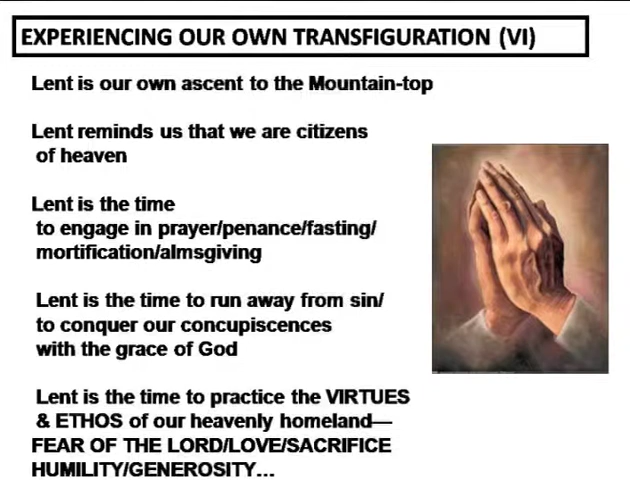 EXPERIENCING OUR OWN TRANSFIGURATION (VI)
Lent is our own ascent to the Mountain-top
Lent reminds us that we are citizens
of heaven
Lent is the time
to engage in prayer/penance/fasting/
mortification/almsgiving
Lent is the time to run away from sin/
to conquer our concupiscences
with the grace of God
Lent is the time to practice the VIRTUES
& ETHOS of our heavenly homeland—
FEAR OF THE LORD/LOVE/SACRIFICE
HUMILITY/GENEROSITY...